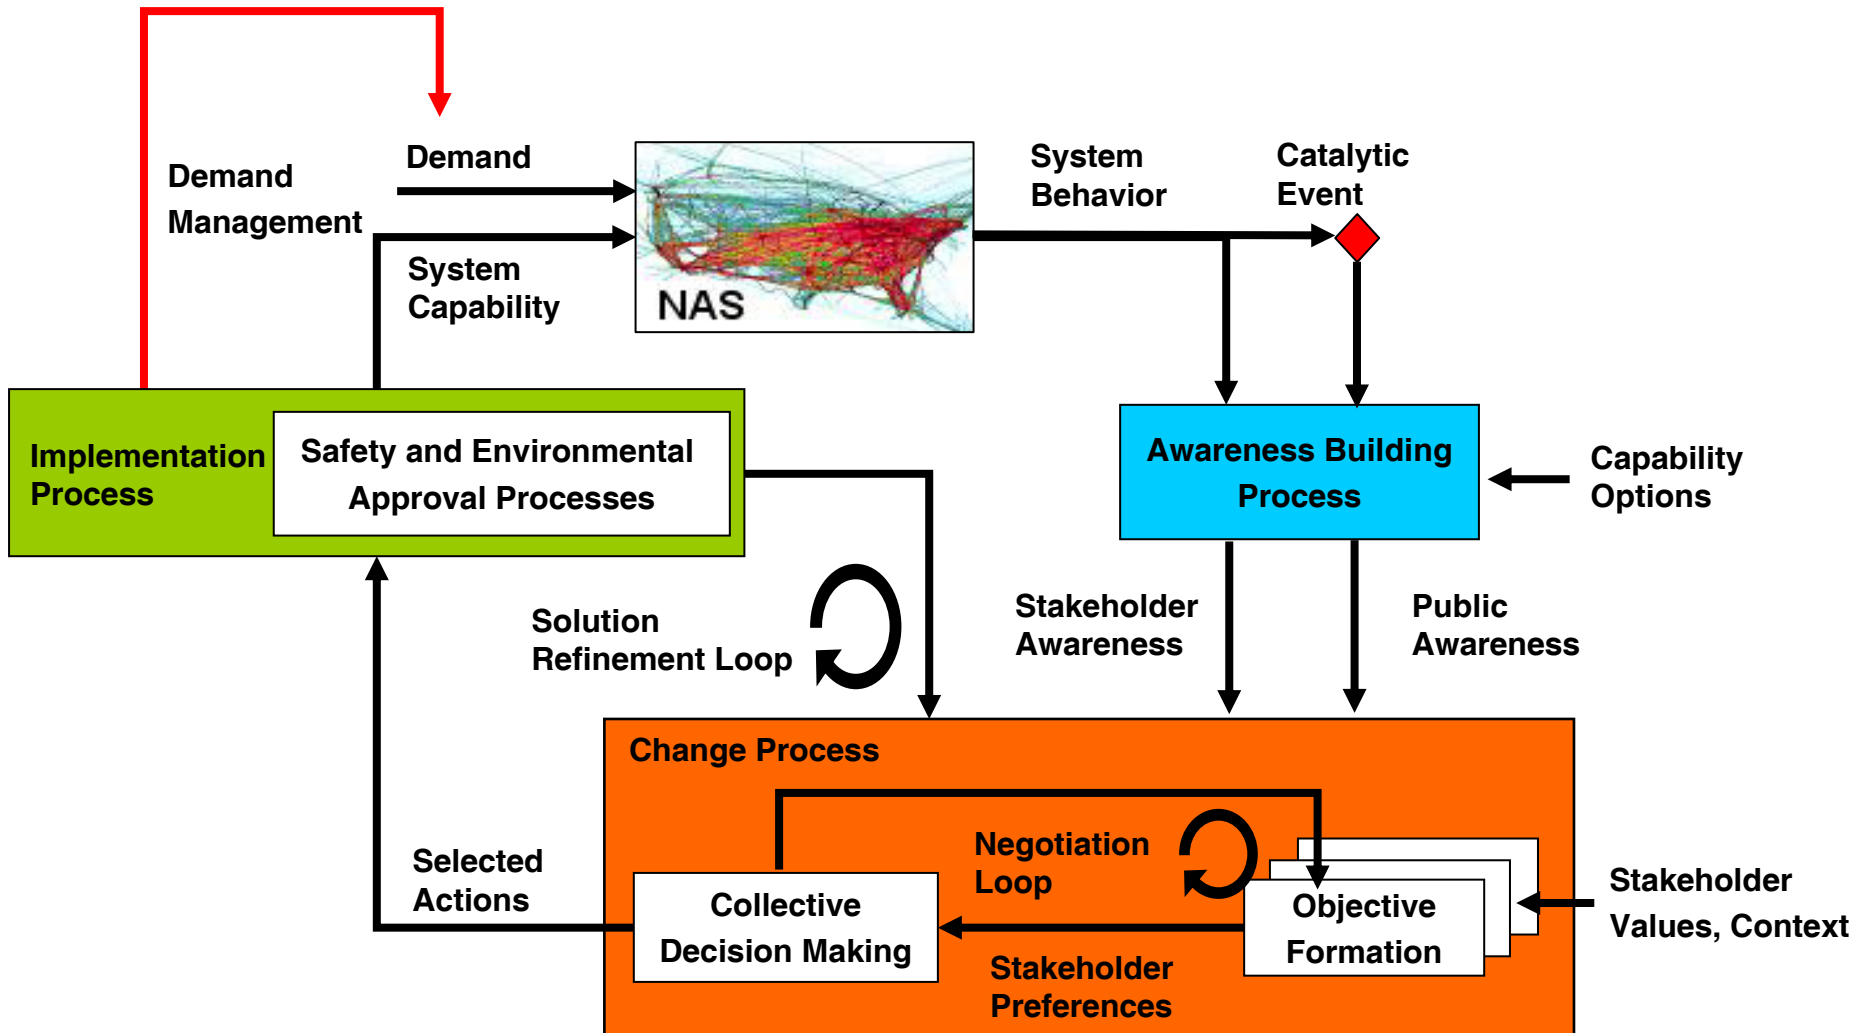 Demand
Management
Demand
System
Capability
NAS
System
Behavior
Catalytic
Event
Implementation
Process
Safety and Environmental
Approval Processes
Awareness Building
Process
Capability
Options
Solution
Refinement Loop
Stakeholder
Awareness
Public
Awareness
Change Process
Selected
Actions
Collective
Decision Making
Negotiation
Loop
Objective
Formation
Stakeholder
Preferences
Stakeholder
Values, Context